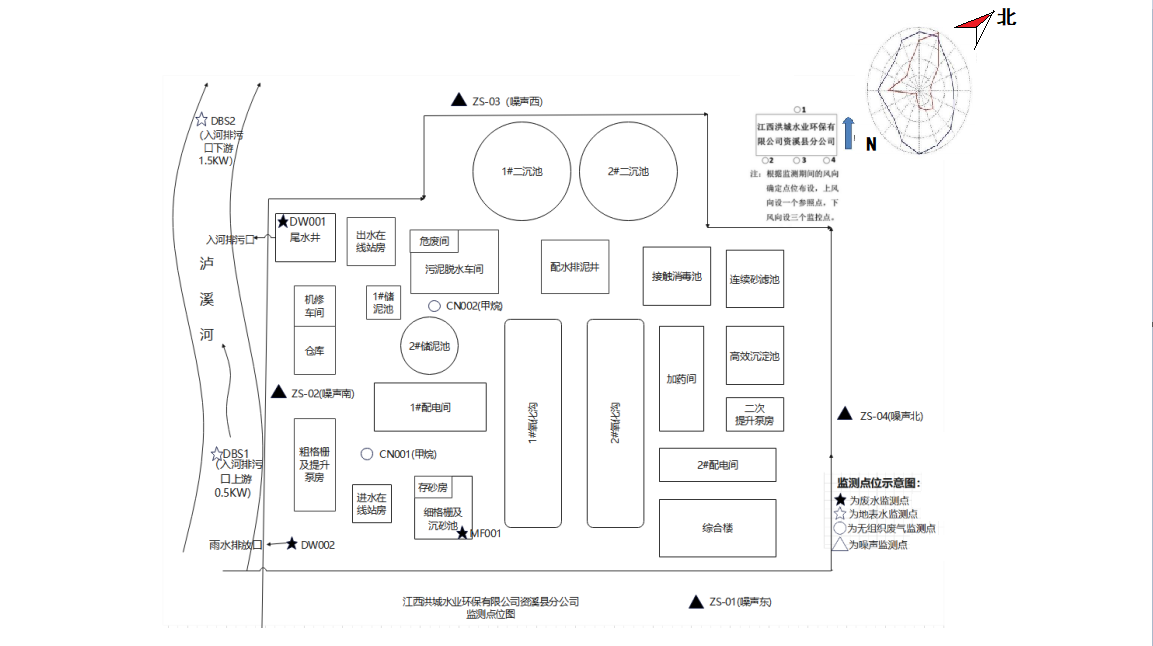 北
N
1
江西洪城水业环保有
限公司资溪县分公司
2
3
4
注：根据监测期间的风向
确定点位布设，上风
向设一个参照点，下
风向设三个监控点。
ZS-03（噪声西）
DBS2
（入河排污
口下游
1.5KW）
1#二沉池
2#二沉池
DW001
尾水井
入河排污口
出水在
线站房
危废间
污泥脱水车间
配水排泥井
接触消毒池
连续砂滤池
泸
溪
河
机修
车间
1#储
泥池
CN002(甲烷)
仓库
2#储泥池
加药间
高效沉淀池
ZS-02(噪声南)
1#配电间
1#氧化沟
2#氧化沟
二次
提升泵房
ZS-04(噪声北)
DBS1
（入河排污
口上游
0.5KW）
粗格栅
及提升
泵房
CN001(甲烷)
2#配电间
进水在
线站房
存砂房
细格栅及
沉砂池
MF001
综合楼
监测点位示意图：
为废水监测点
为地表水监测点
为无组织废气监测点
为噪声监测点
雨水排放口
DW002
江西洪城水业环保有限公司资溪县分公司
监测点位图
ZS-01(噪声东)